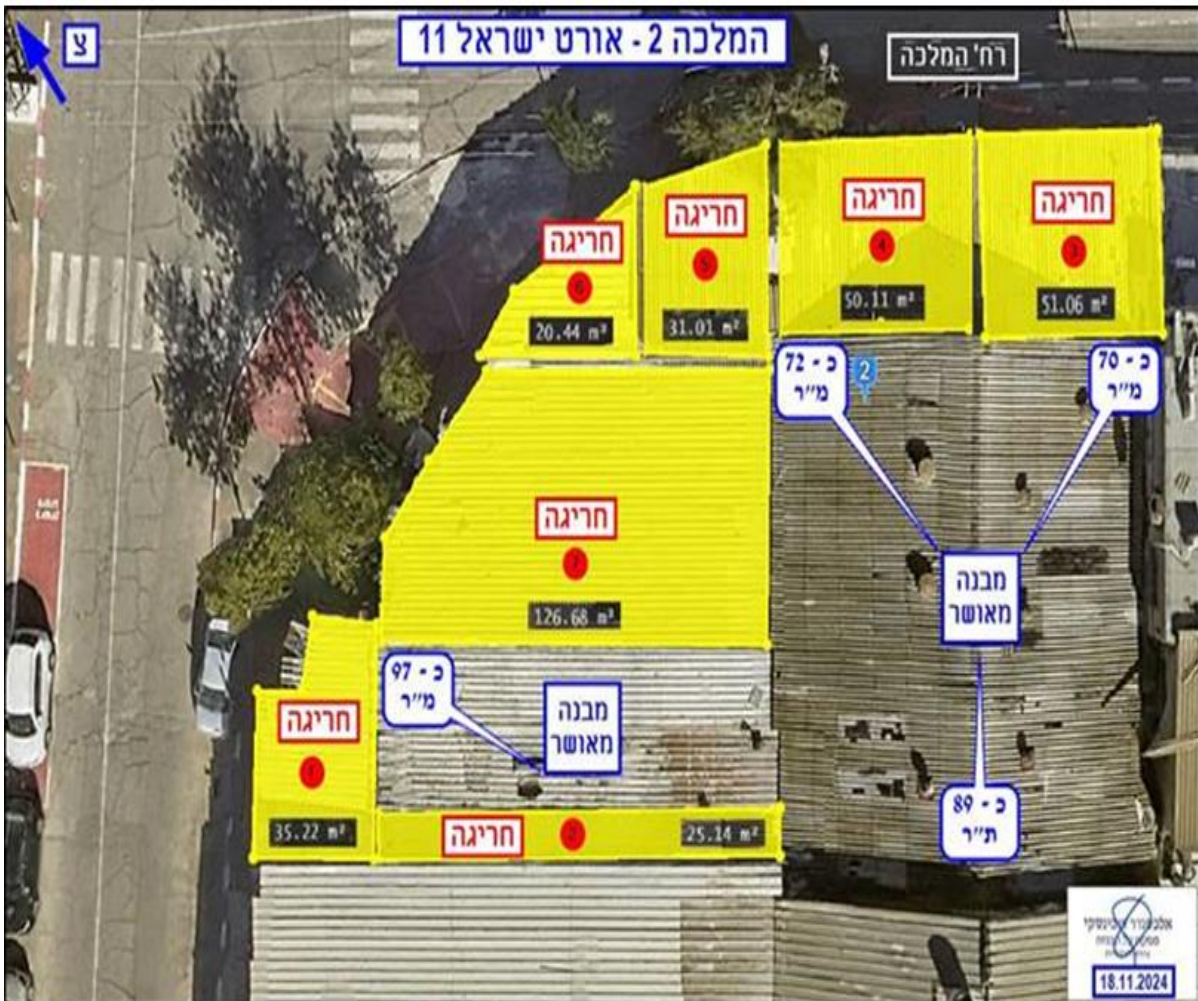 צ
המלכה 2 - אורט ישראל 11
רח' המלכה
חריגה
6
20.44 m²
חריגה
5
31.01 m²
חריגה
4
50.11 m²
חריגה
3
51.06 m²
כ - 72
מ"ר
2
כ - 70
מ"ר
חריגה
7
126.68 m²
מבנה
מאושר
כ - 97
מ"ר
מבנה
מאושר
חריגה
1
35.22 m²
חריגה
2
25.14 m²
כ - 89
ת"ר
18.11.2024